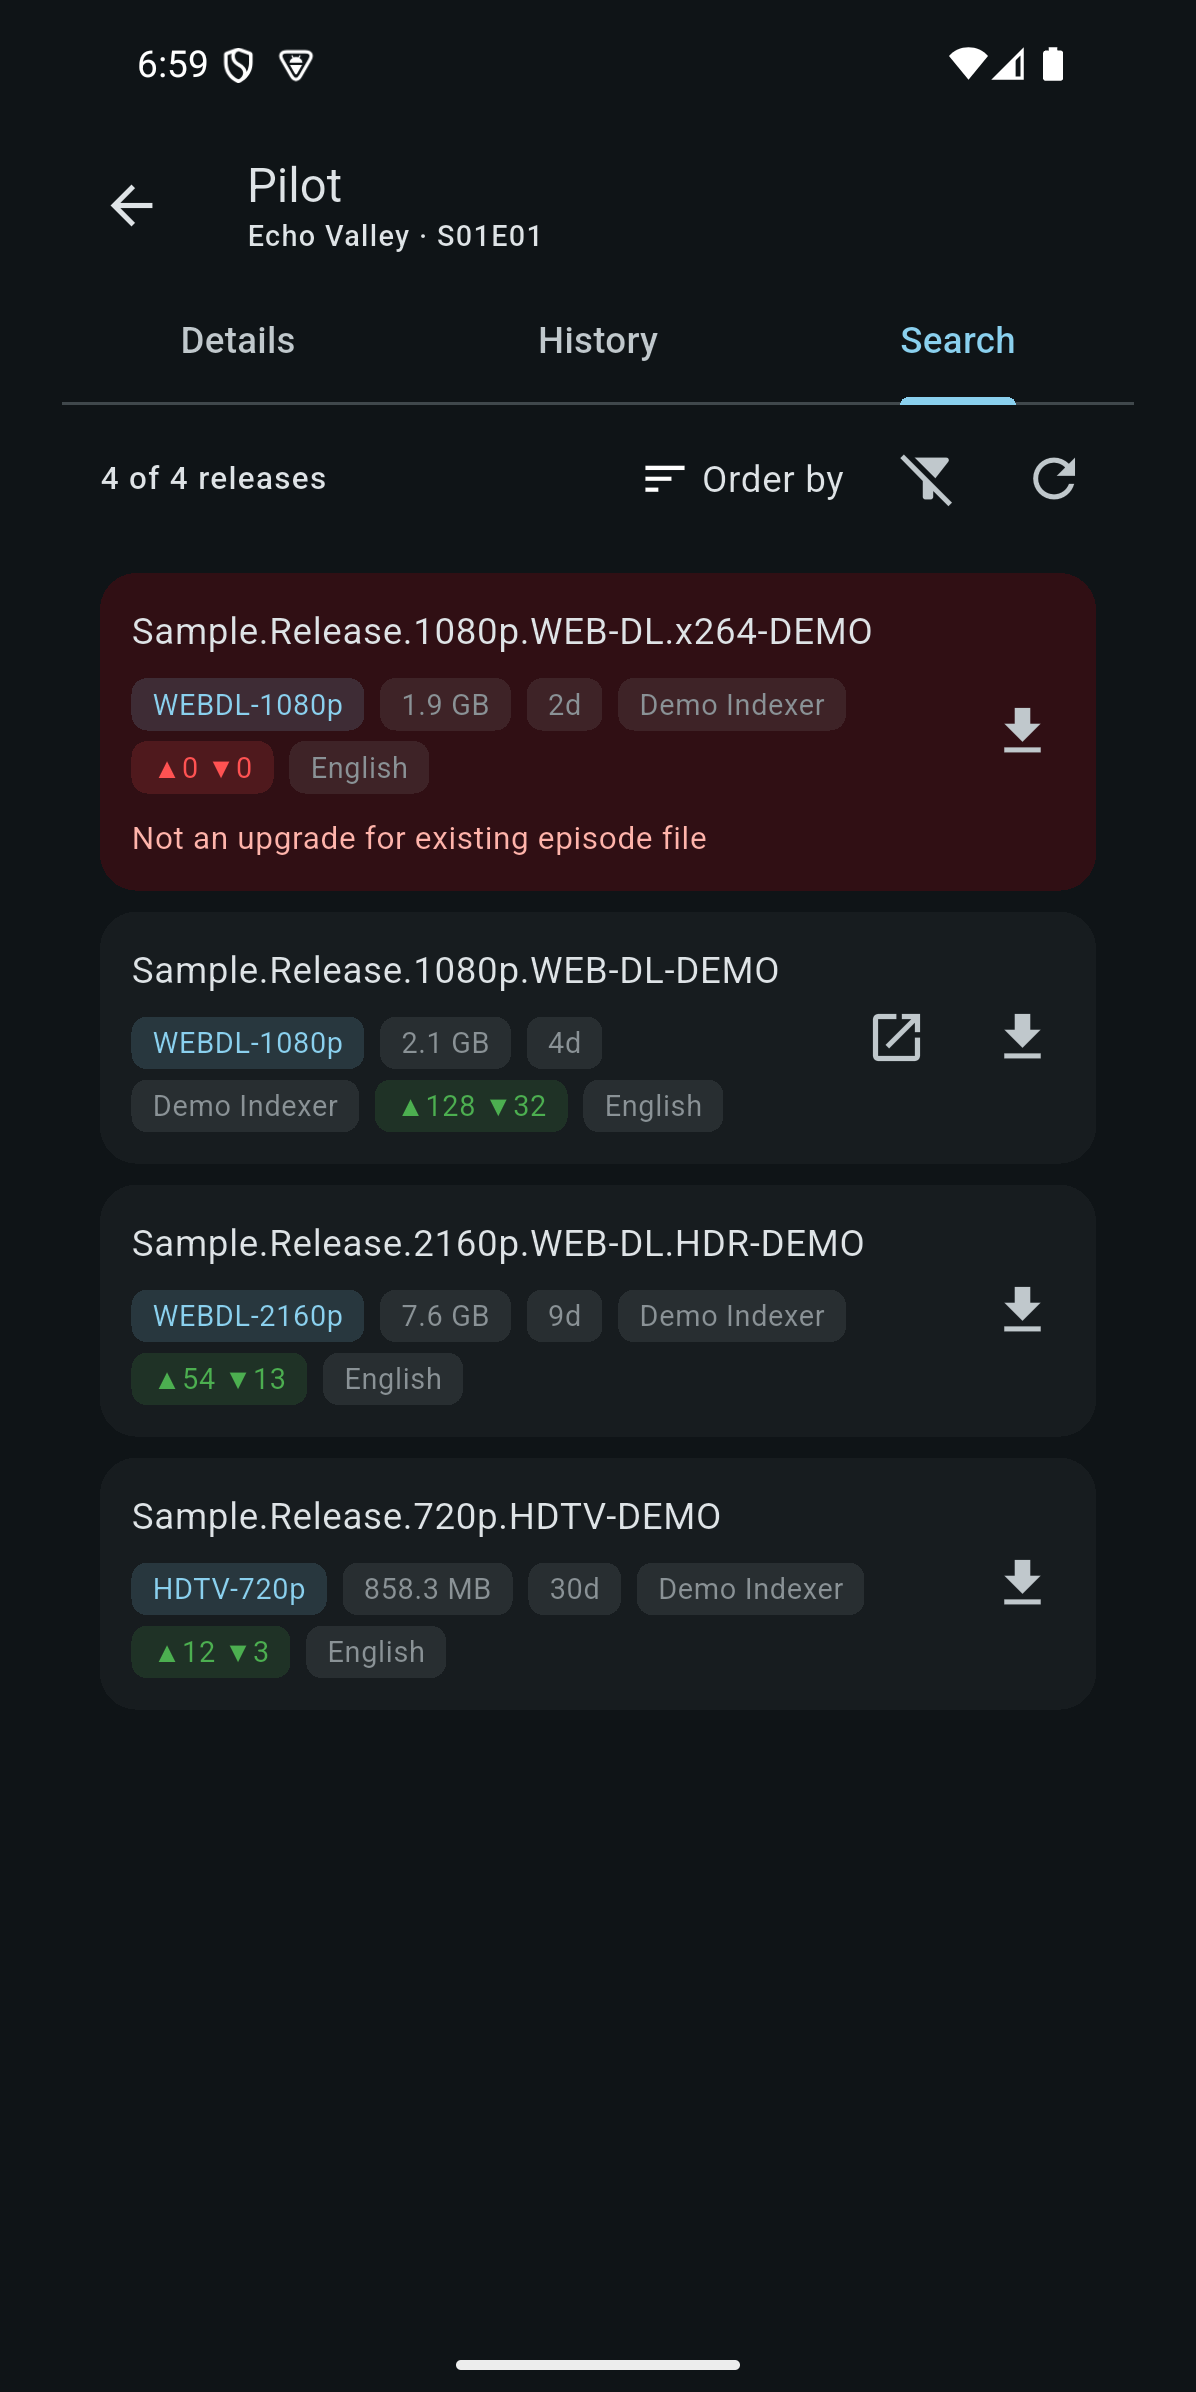 6:59
Pilot
Echo Valley · S01E01
Details History Search
4 of 4 releases Order by
Sample.Release.1080p.WEB-DL.x264-DEMO
WEBDL-1080p 1.9 GB 2d Demo Indexer
▲0 ▼0 English
Not an upgrade for existing episode file
Sample.Release.1080p.WEB-DL-DEMO
WEBDL-1080p 2.1 GB 4d
Demo Indexer ▲128 ▼32 English
Sample.Release.2160p.WEB-DL.HDR-DEMO
WEBDL-2160p 7.6 GB 9d Demo Indexer
▲54 ▼13 English
Sample.Release.720p.HDTV-DEMO
HDTV-720p 858.3 MB 30d Demo Indexer
▲12 ▼3 English